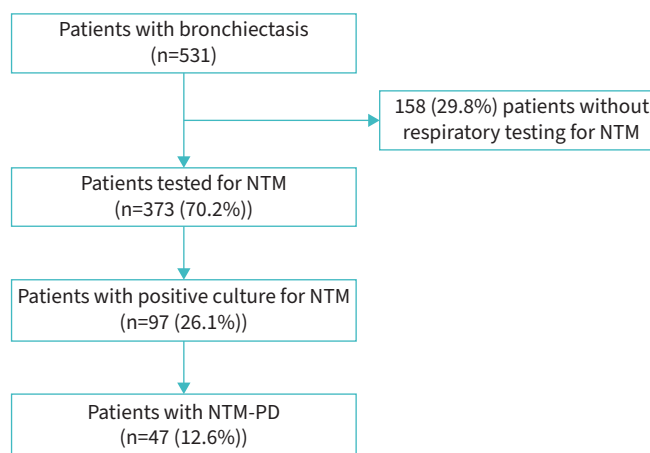 Patients with bronchiectasis
(n=531)
158 (29.8%) patients without
respiratory testing for NTM
Patients tested for NTM
(n=373 (70.2%))
Patients with positive culture for NTM
(n=97 (26.1%))
Patients with NTM-PD
(n=47 (12.6%))